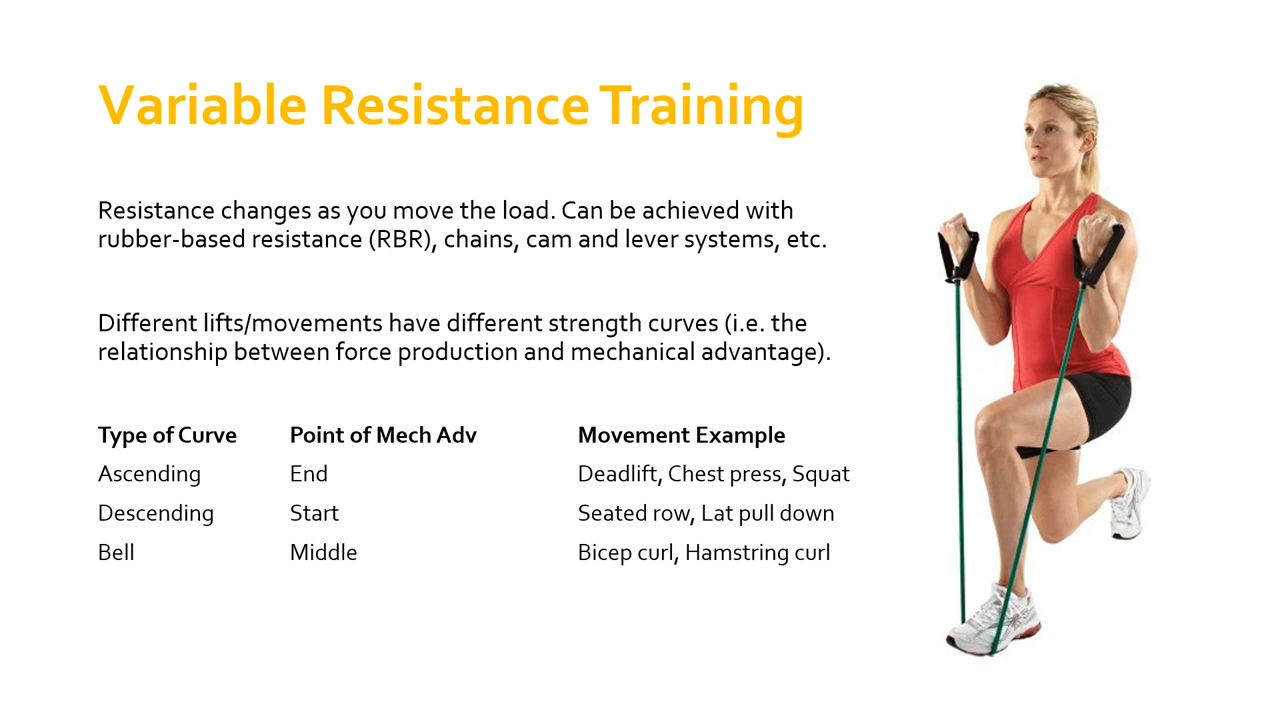 Variable Resistance Training
Resistance changes as you move the load. Can be achieved with
rubber-based resistance (RBR), chains, cam and lever systems, etc.
Different lifts/movements have different strength curves (i.e. the
relationship between force production and mechanical advantage).
Type of Curve Point of Mech Adv Movement Example
Ascending End Deadlift, Chest press, Squat
Descending Start Seated row, Lat pull down
Bell Middle Bicep curl, Hamstring curl